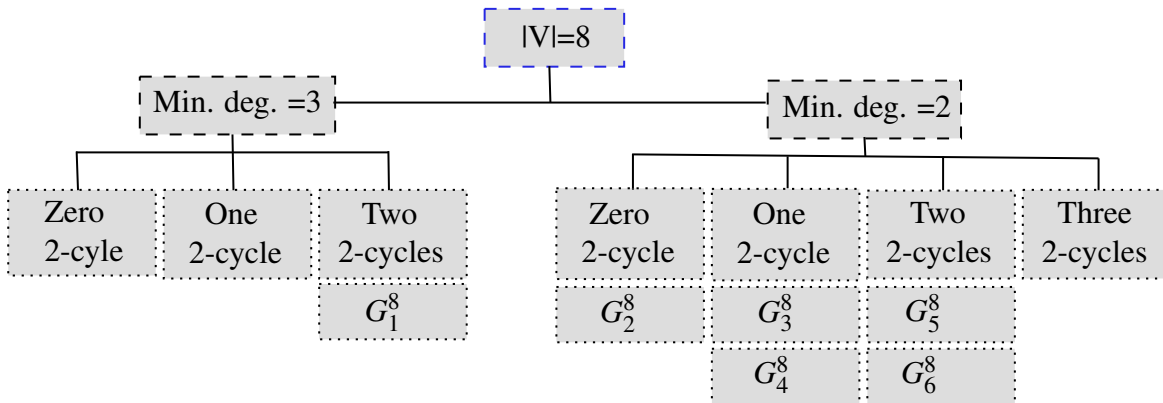 |V|=8
Min. deg. =3
Min. deg. =2
Zero
2-cyle
One
2-cycle
Two
2-cycles
G_1^8
Zero
2-cycle
G_2^8
One
2-cycle
G_3^8
G_4^8
Two
2-cycles
G_5^8
G_6^8
Three
2-cycles